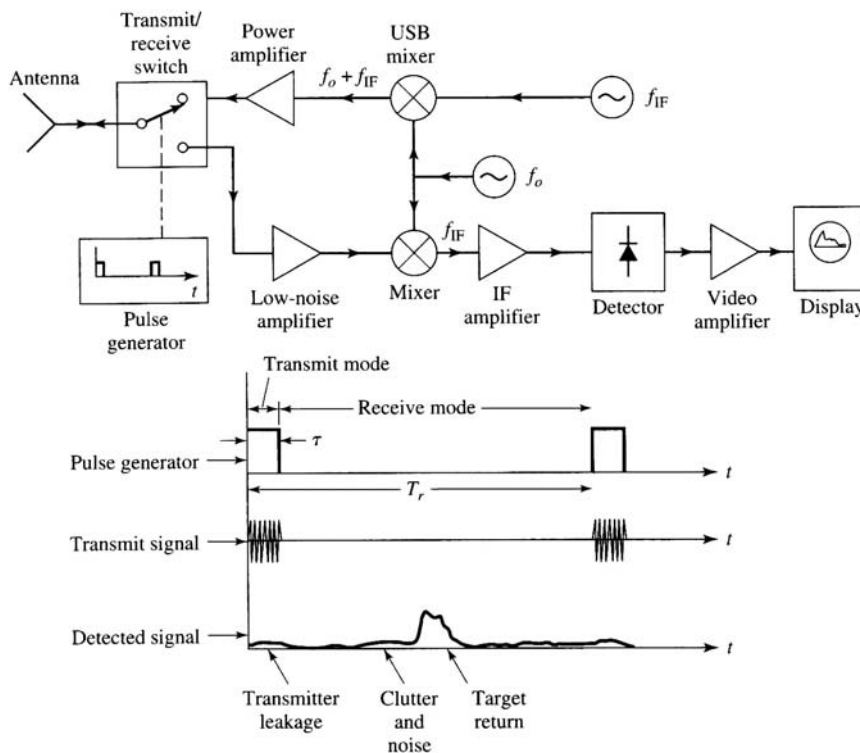 Transmit/
receive
switch
Antenna
Power
amplifier
f_o + f_IF
USB
mixer
f_IF
f_o
t
Pulse
generator
Low-noise
amplifier
Mixer
f_IF
IF
amplifier
Detector
Video
amplifier
Display
Transmit mode
Receive mode
τ
Pulse generator
t
T_r
Transmit signal
t
Detected signal
t
Transmitter
leakage
Clutter
and
noise
Target
return